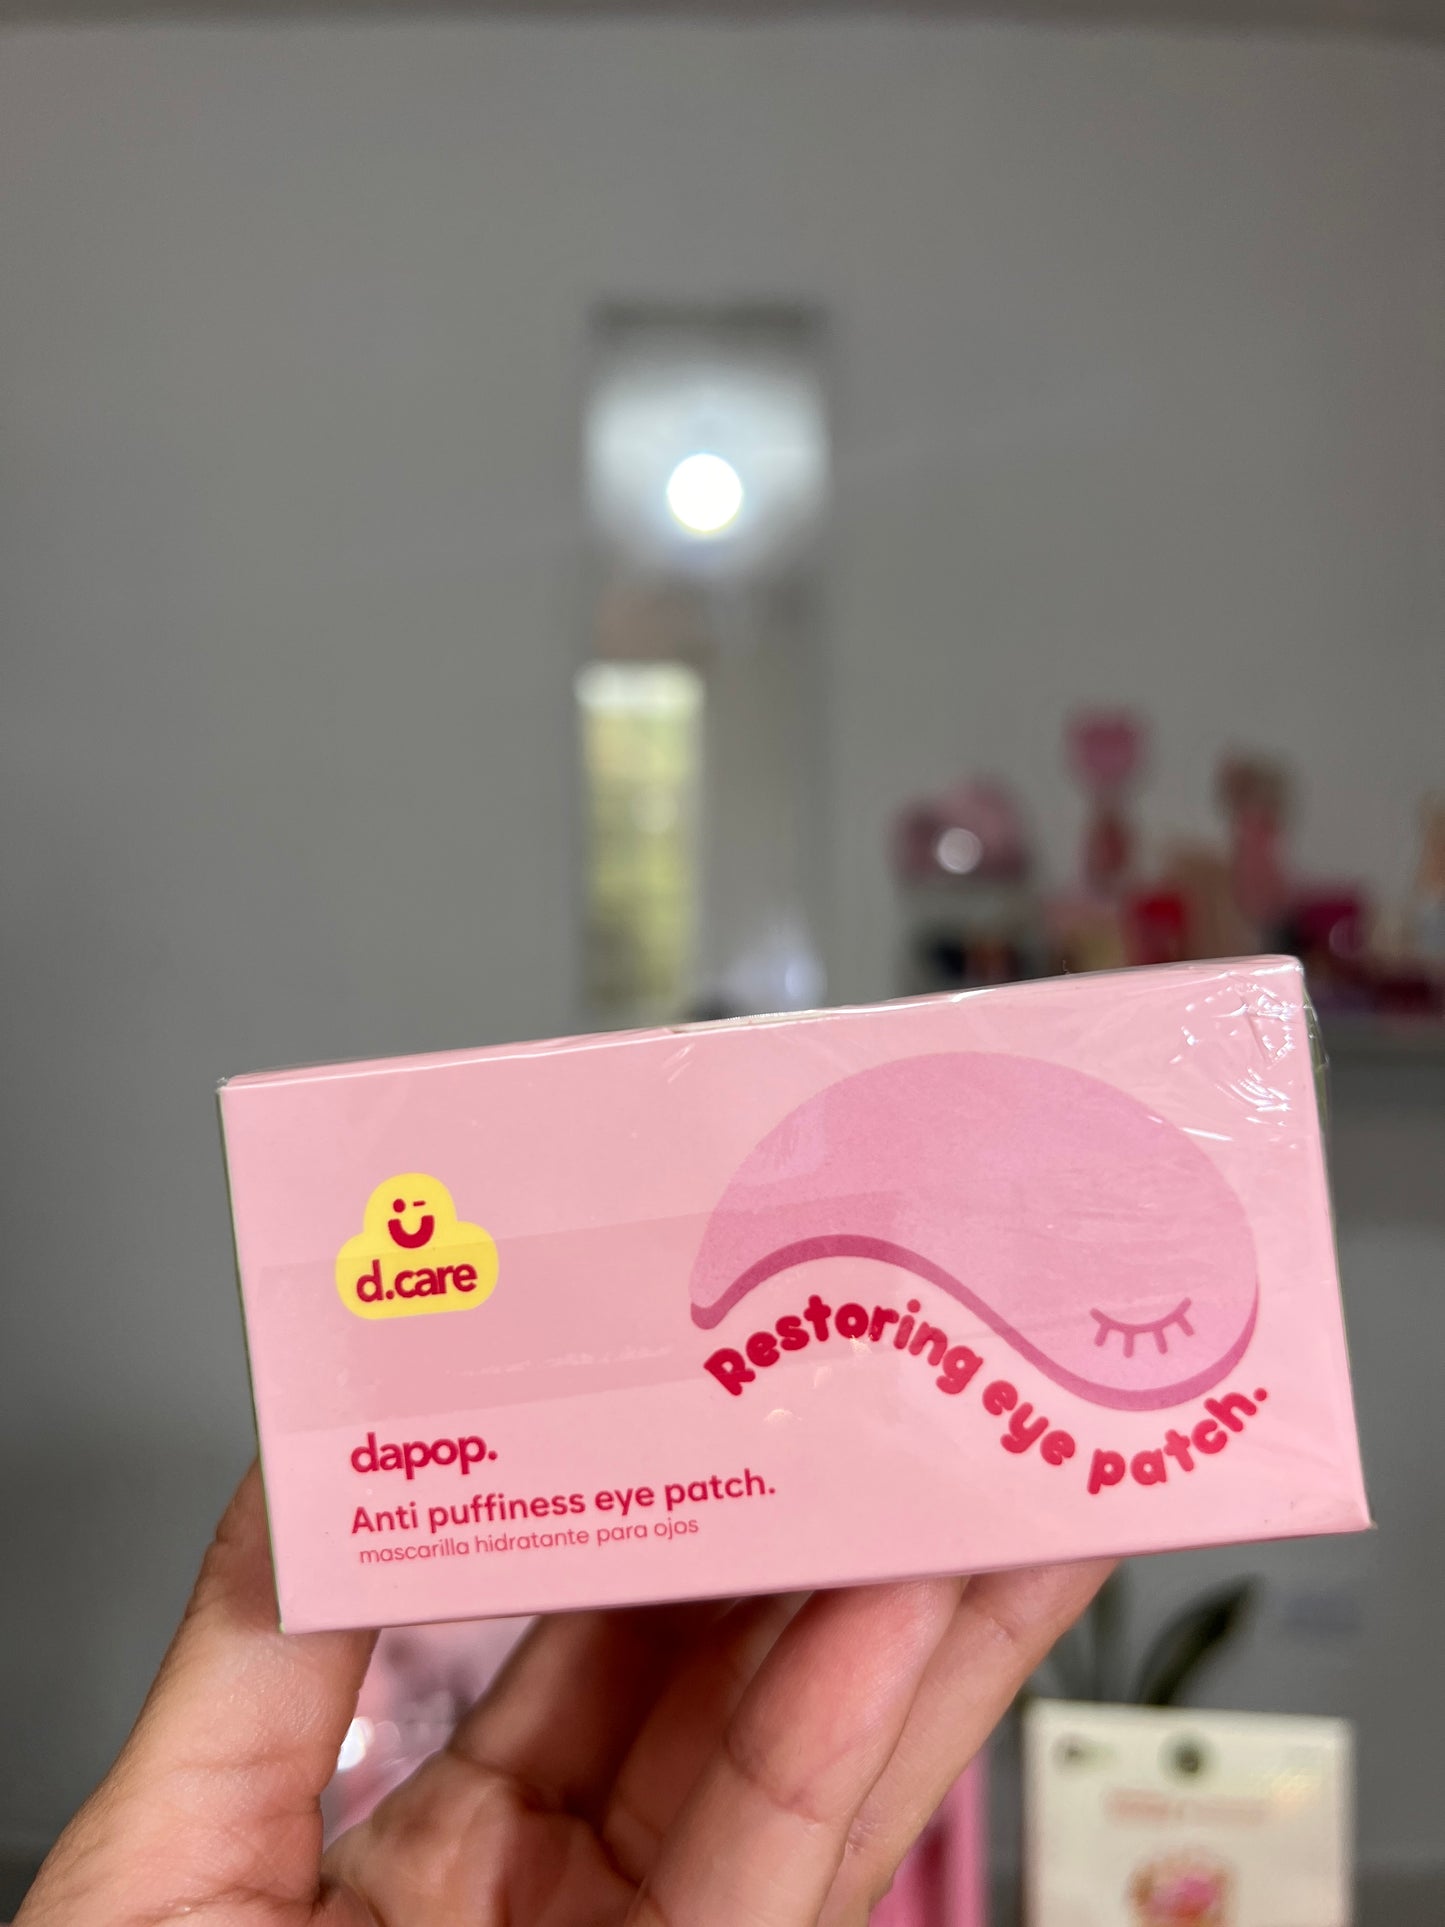 d.care
dapop.
Anti puffiness eye patch.
mascarilla hidratante para ojos
Restoring eye patch.